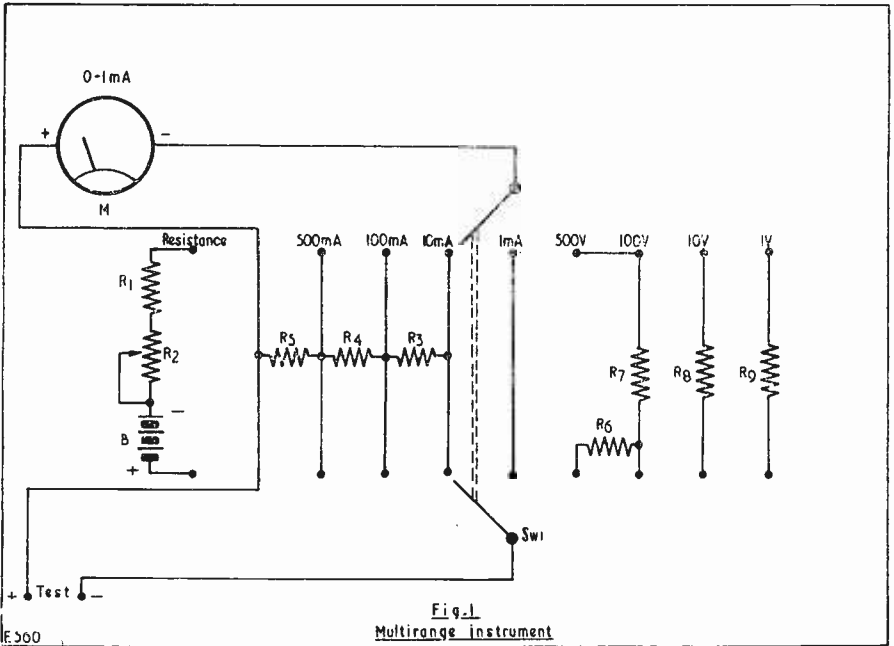 0-1mA
+ −
M
Resistance 500mA 100mA 10mA 1mA 500V 100V 10V 1V
R1
R2
R5 R4 R3
R7 R8 R9
R6
−
B
+
Sw1
+ Test −
Fig.1
Multirange instrument
E560